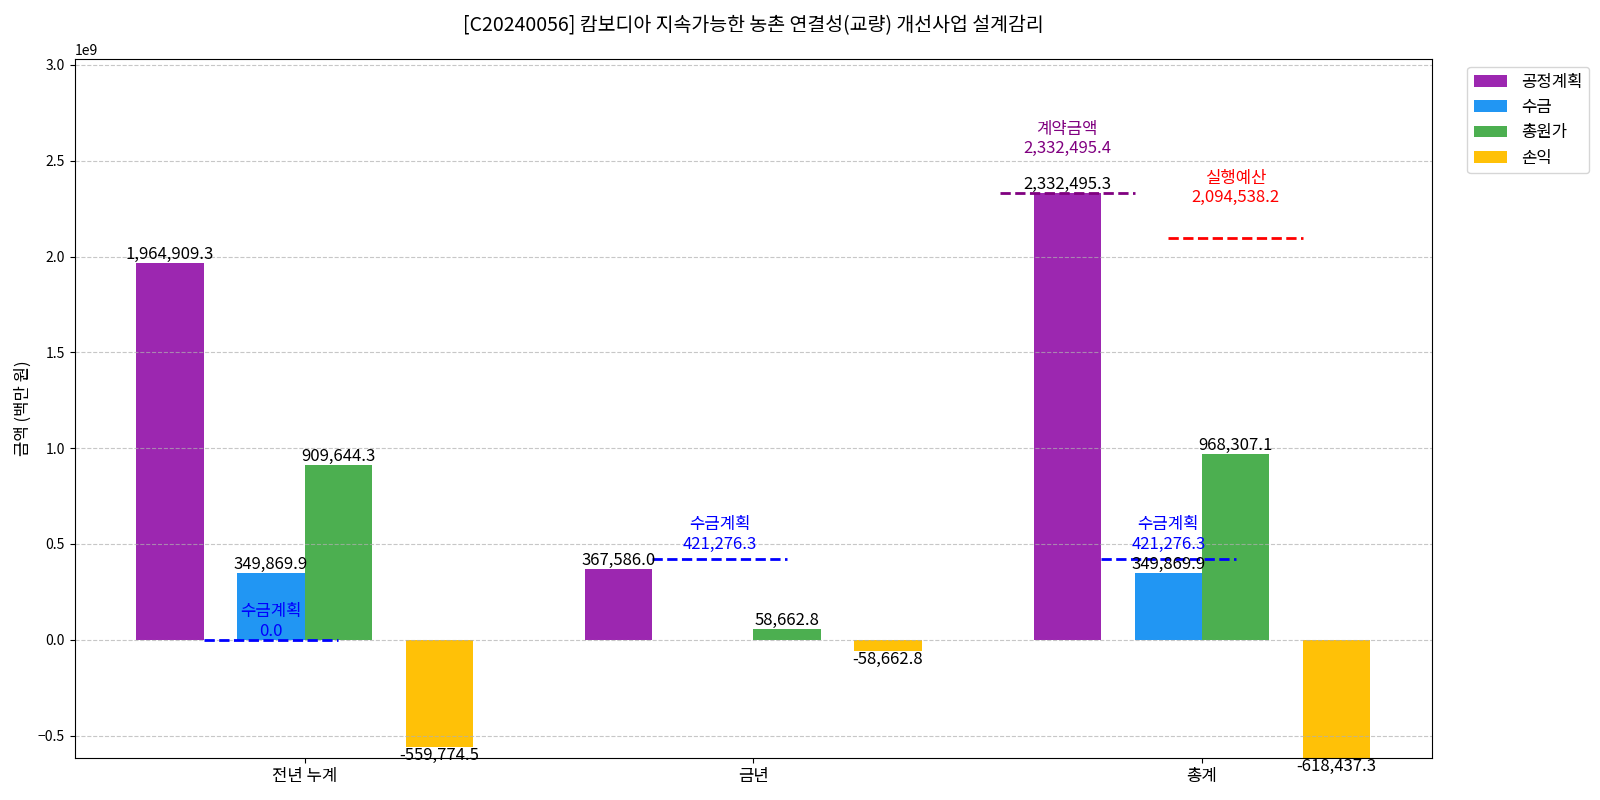 [C20240056] 캄보디아 지속가능한 농촌 연결성(교량) 개선사업 설계감리
1e9
3.0
2.5
2.0
1.5
1.0
0.5
0.0
−0.5
금액 (백만 원)
공정계획
수금
총원가
손익
계약금액
2,332,495.4
2,332,495.3
실행예산
2,094,538.2
1,964,909.3
909,644.3
349,869.9
수금계획
0.0
-559,774.5
367,586.0
수금계획
421,276.3
58,662.8
-58,662.8
968,307.1
수금계획
421,276.3
349,869.9
-618,437.3
전년 누계
금년
총계